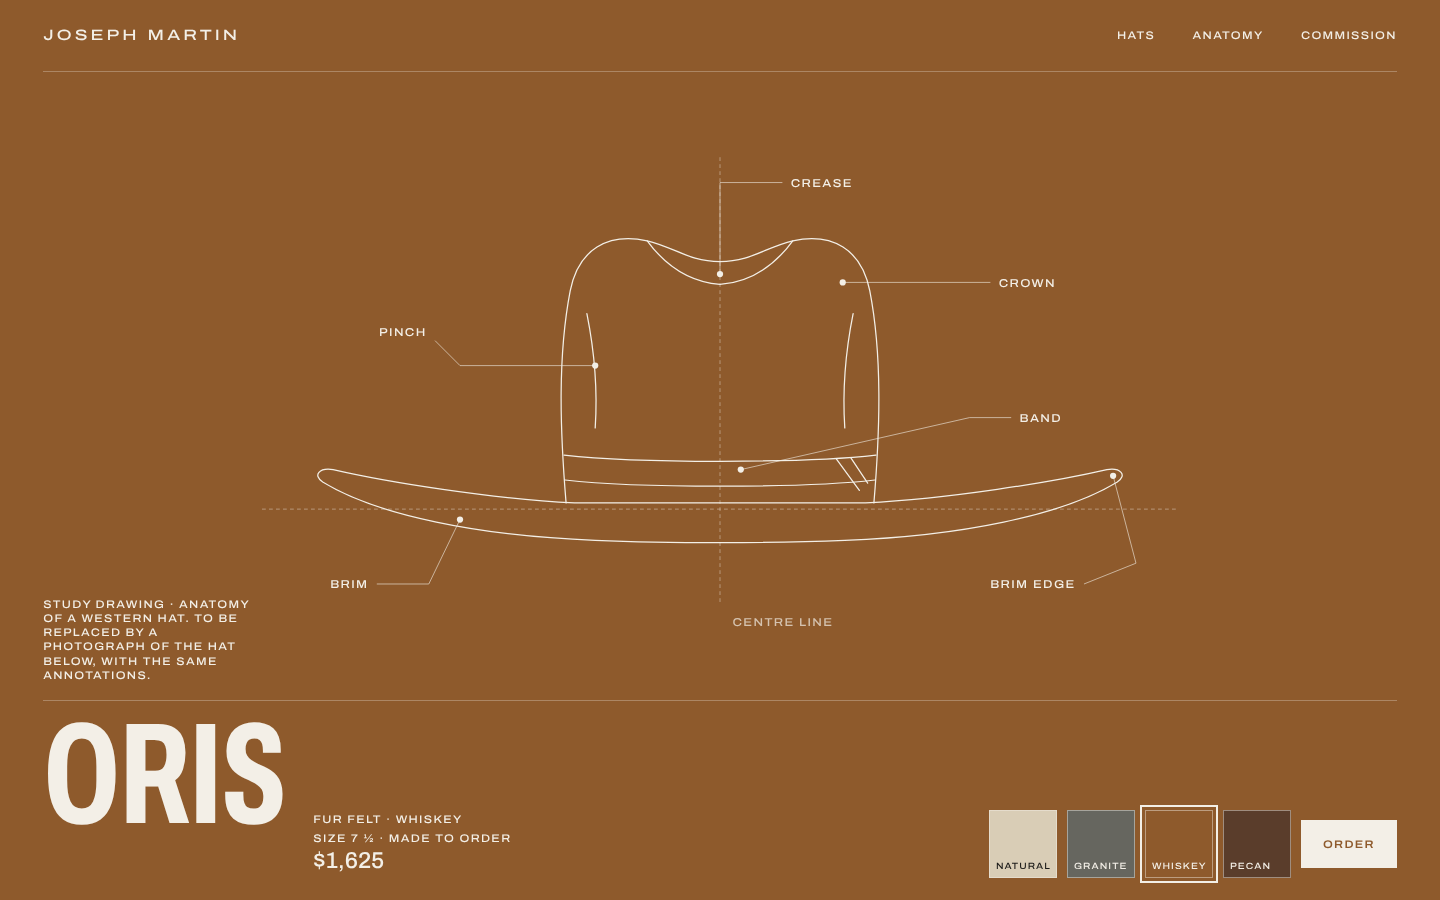 JOSEPH MARTIN
HATS
ANATOMY
COMMISSION
CREASE
CROWN
PINCH
BAND
BRIM
BRIM EDGE
CENTRE LINE
STUDY DRAWING · ANATOMY
OF A WESTERN HAT. TO BE
REPLACED BY A
PHOTOGRAPH OF THE HAT
BELOW, WITH THE SAME
ANNOTATIONS.
ORIS
FUR FELT · WHISKEY
SIZE 7 ½ · MADE TO ORDER
$1,625
NATURAL
GRANITE
WHISKEY
PECAN
ORDER